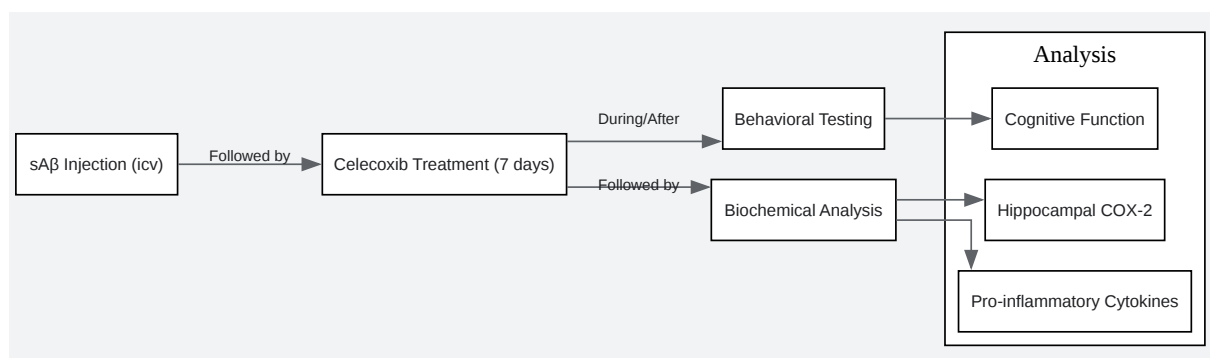 Analysis
sAβ Injection (icv)
Followed by
Celecoxib Treatment (7 days)
During/After
Followed by
Behavioral Testing
Biochemical Analysis
Cognitive Function
Hippocampal COX-2
Pro-inflammatory Cytokines